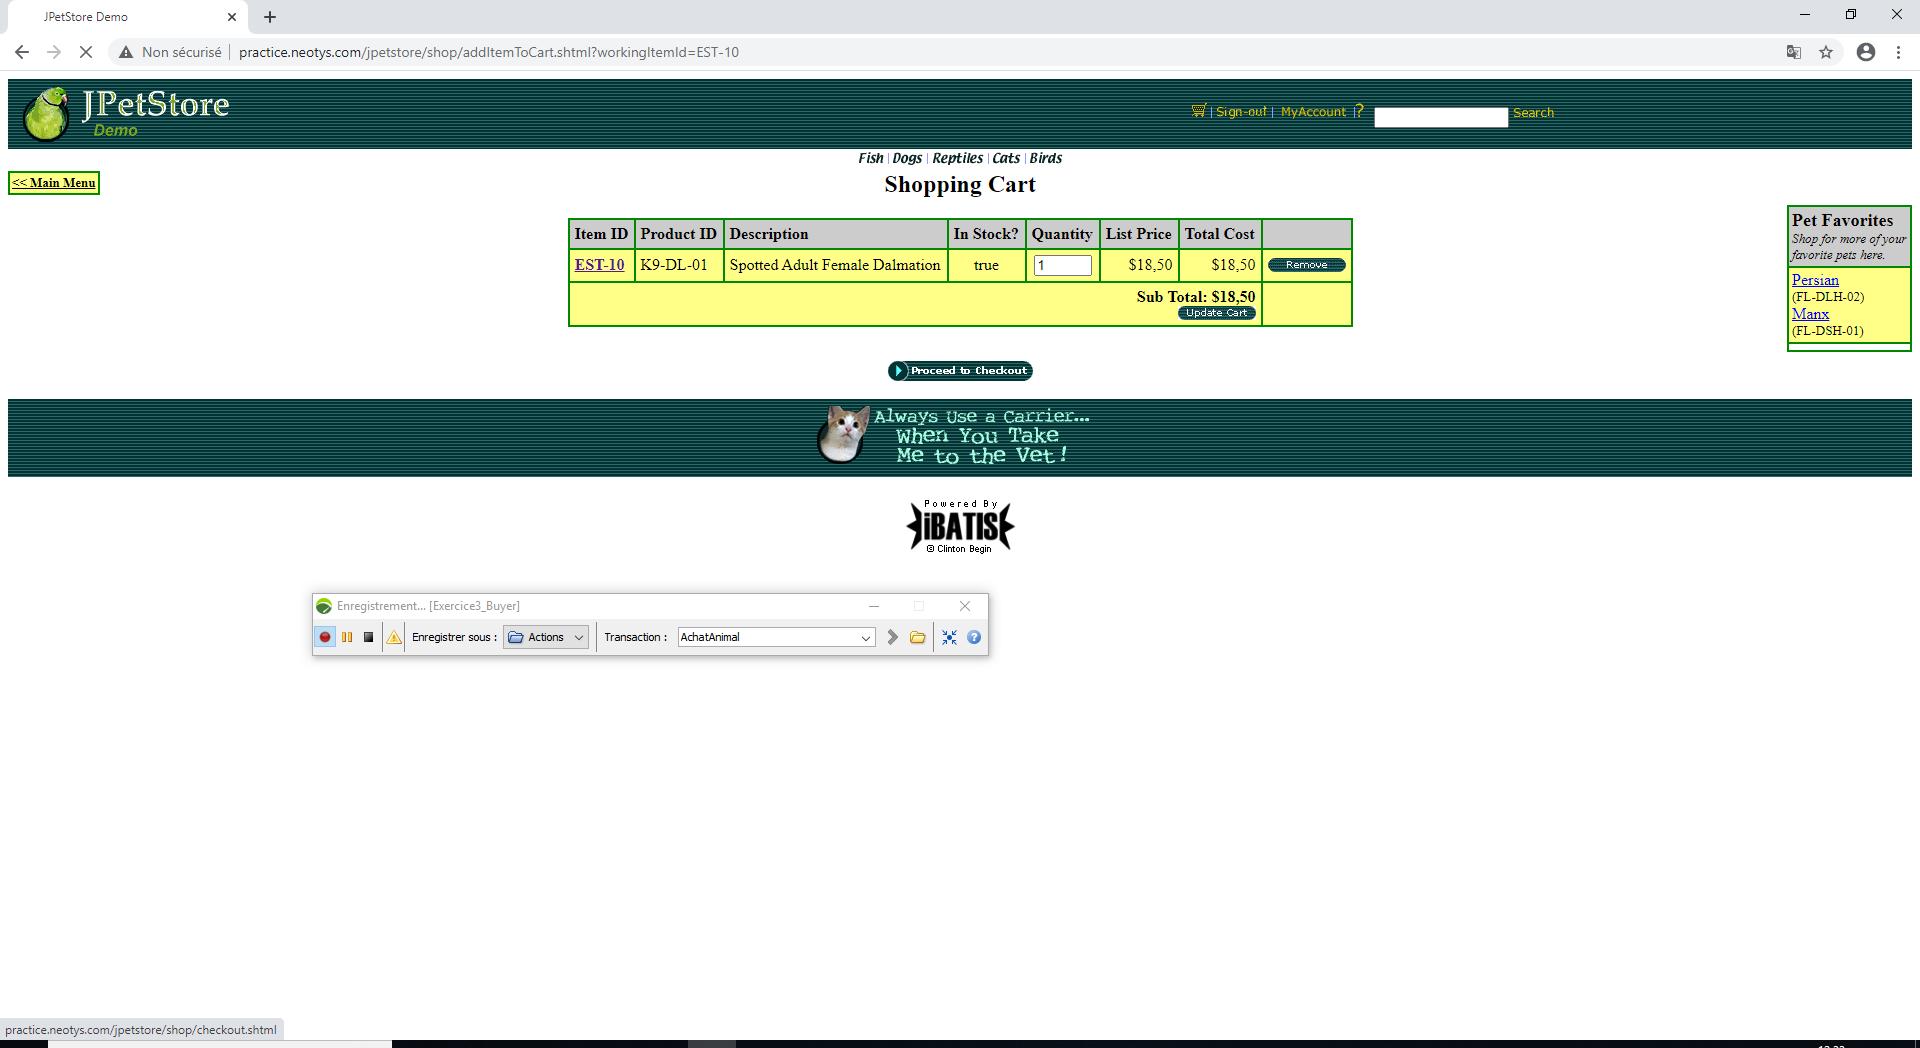 JPetStore Demo
Non sécurisé practice.neotys.com/jpetstore/shop/addItemToCart.shtml?workingItemId=EST-10
JPetStore
Demo
| Sign-out | MyAccount | ? Search
Fish | Dogs | Reptiles | Cats | Birds
<< Main Menu
Shopping Cart
Item ID Product ID Description In Stock? Quantity List Price Total Cost
EST-10 K9-DL-01 Spotted Adult Female Dalmation true 1 $18,50 $18,50 Remove
Sub Total: $18,50
Update Cart
Pet Favorites
Shop for more of your
favorite pets here.
Persian
(FL-DLH-02)
Manx
(FL-DSH-01)
Proceed to Checkout
Always Use a Carrier...
When You Take
Me to the Vet!
Powered By
iBATIS
© Clinton Begin
Enregistrement... [Exercice3_Buyer]
Enregistrer sous : Actions Transaction : AchatAnimal
practice.neotys.com/jpetstore/shop/checkout.shtml